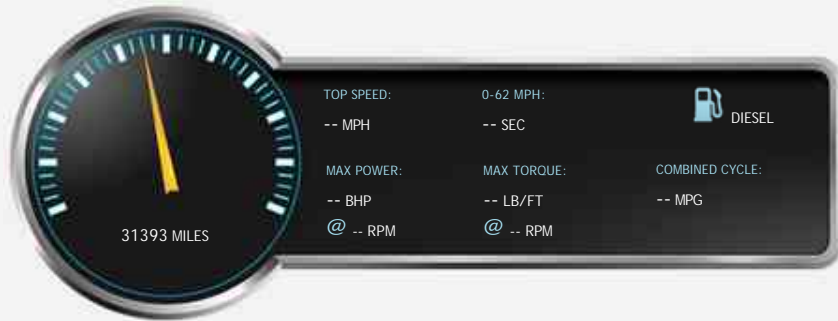 TOP SPEED:
-- MPH
0-62 MPH:
-- SEC
DIESEL
MAX POWER:
-- BHP
@ -- RPM
MAX TORQUE:
-- LB/FT
@ -- RPM
COMBINED CYCLE:
-- MPG
31393 MILES